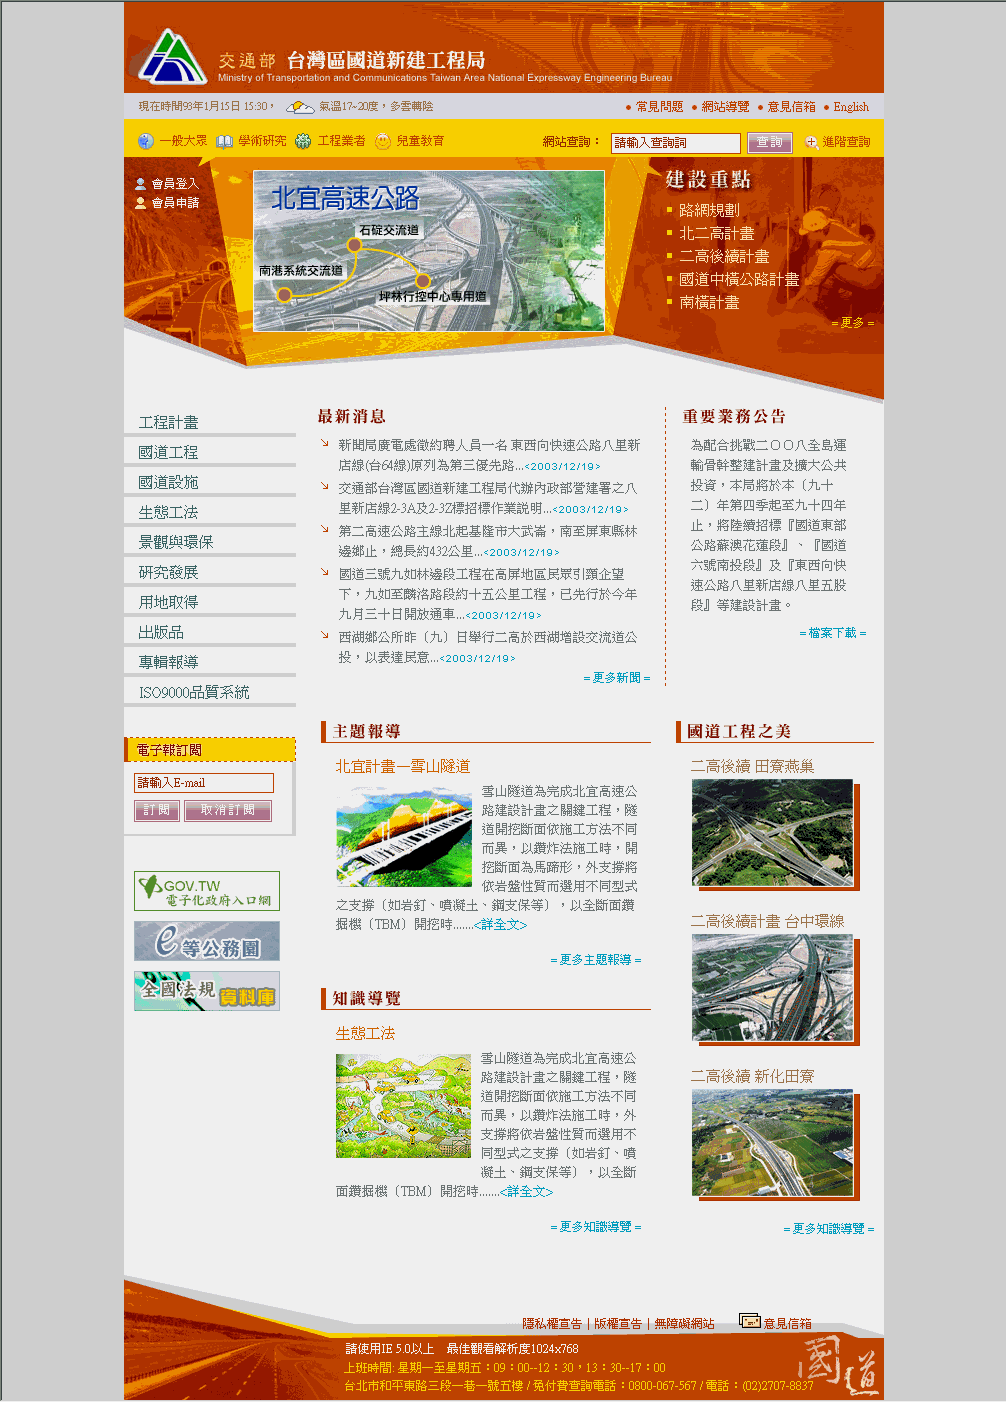 交通部 台灣區國道新建工程局
Ministry of Transportation and Communications Taiwan Area National Expressway Engineering Bureau
現在時間93年1月15日 15:30， 氣溫17~20度，多雲轉陰
常見問題 網站導覽 意見信箱 English
一般大眾 學術研究 工程業者 兒童教育 網站查詢： 請輸入查詢詞 查詢 進階查詢
會員登入
會員申請
北宜高速公路
石碇交流道
南港系統交流道
坪林行控中心專用道
建設重點
路網規劃
北二高計畫
二高後續計畫
國道中橫公路計畫
南橫計畫
= 更多 =
工程計畫
國道工程
國道設施
生態工法
景觀與環保
研究發展
用地取得
出版品
專輯報導
ISO9000品質系統
電子報訂閱
請輸入E-mail
訂閱 取消訂閱
GOV.TW
電子化政府入口網
e等公務園
全國法規
資料庫
最新消息
新聞局廣電處徵約聘人員一名 東西向快速公路八里新
店線(台64線)原列為第三優先路...<2003/12/19>
交通部台灣區國道新建工程局代辦內政部營建署之八
里新店線2-3A及2-3Z標招標作業說明...<2003/12/19>
第二高速公路主線北起基隆市大武崙，南至屏東縣林
邊鄉止，總長約432公里...<2003/12/19>
國道三號九如林邊段工程在高屏地區民眾引頸企望
下，九如至麟洛路段約十五公里工程，已先行於今年
九月三十日開放通車...<2003/12/19>
西湖鄉公所昨〔九〕日舉行二高於西湖增設交流道公
投，以表達民意...<2003/12/19>
= 更多新聞 =
重要業務公告
為配合挑戰二ＯＯ八全島運
輸骨幹整建計畫及擴大公共
投資，本局將於本〔九十
二〕年第四季起至九十四年
止，將陸續招標『國道東部
公路蘇澳花蓮段』、『國道
六號南投段』及『東西向快
速公路八里新店線八里五股
段』等建設計畫。
= 檔案下載 =
主題報導
北宜計畫—雪山隧道
雪山隧道為完成北宜高速公
路建設計畫之關鍵工程，隧
道開挖斷面依施工方法不同
而異，以鑽炸法施工時，開
挖斷面為馬蹄形，外支撐將
依岩盤性質而選用不同型式
之支撐〔如岩釘、噴凝土、鋼支保等〕，以全斷面鑽
掘機〔TBM〕開挖時.......<詳全文>
= 更多主題報導 =
知識導覽
生態工法
雪山隧道為完成北宜高速公
路建設計畫之關鍵工程，隧
道開挖斷面依施工方法不同
而異，以鑽炸法施工時，外
支撐將依岩盤性質而選用不
同型式之支撐〔如岩釘、噴
凝土、鋼支保等〕，以全斷
面鑽掘機〔TBM〕開挖時.......<詳全文>
= 更多知識導覽 =
國道工程之美
二高後續 田寮燕巢
二高後續計畫 台中環線
二高後續 新化田寮
= 更多知識導覽 =
隱私權宣告 | 版權宣告 | 無障礙網站 意見信箱
請使用IE 5.0以上 最佳觀看解析度1024x768
上班時間: 星期一至星期五：09：00--12：30，13：30--17：00
台北市和平東路三段一巷一號五樓 / 免付費查詢電話：0800-067-567 / 電話：(02)2707-8837
國道